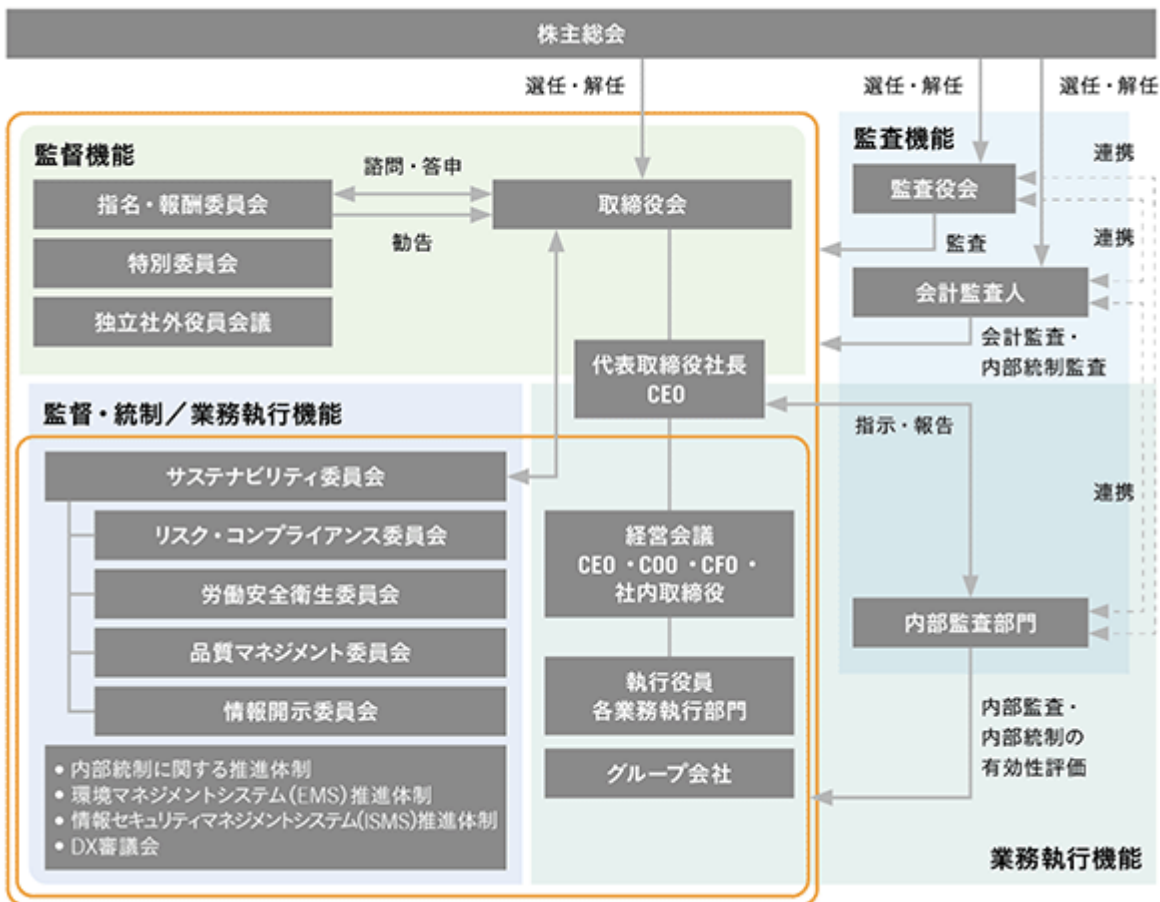 株主総会
選任・解任
選任・解任
選任・解任
監督機能
指名・報酬委員会
特別委員会
独立社外役員会議
諮問・答申
勧告
取締役会
監査機能
監査役会
連携
監査
連携
会計監査人
会計監査・
内部統制監査
代表取締役社長
CEO
指示・報告
連携
監督・統制／業務執行機能
サステナビリティ委員会
リスク・コンプライアンス委員会
労働安全衛生委員会
品質マネジメント委員会
情報開示委員会
• 内部統制に関する推進体制
• 環境マネジメントシステム(EMS)推進体制
• 情報セキュリティマネジメントシステム(ISMS)推進体制
• DX審議会
経営会議
CEO ・COO ・CFO ・
社内取締役
執行役員
各業務執行部門
グループ会社
内部監査部門
内部監査・
内部統制の
有効性評価
業務執行機能